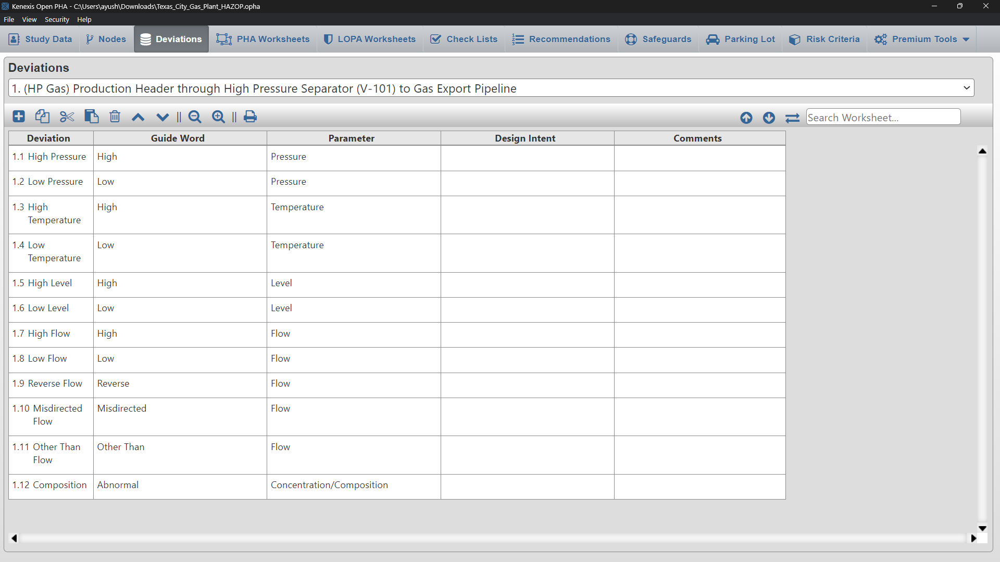 Kenexis Open PHA - C:\Users\ayush\Downloads\Texas_City_Gas_Plant_HAZOP.opha
File View Security Help
Study Data Nodes Deviations PHA Worksheets LOPA Worksheets Check Lists Recommendations Safeguards Parking Lot Risk Criteria Premium Tools
Deviations
1. (HP Gas) Production Header through High Pressure Separator (V-101) to Gas Export Pipeline
Search Worksheet...
Deviation Guide Word Parameter Design Intent Comments
1.1 High Pressure High Pressure
1.2 Low Pressure Low Pressure
1.3 High High Temperature
Temperature
1.4 Low Low Temperature
Temperature
1.5 High Level High Level
1.6 Low Level Low Level
1.7 High Flow High Flow
1.8 Low Flow Low Flow
1.9 Reverse Flow Reverse Flow
1.10 Misdirected Misdirected Flow
Flow
1.11 Other Than Other Than Flow
Flow
1.12 Composition Abnormal Concentration/Composition